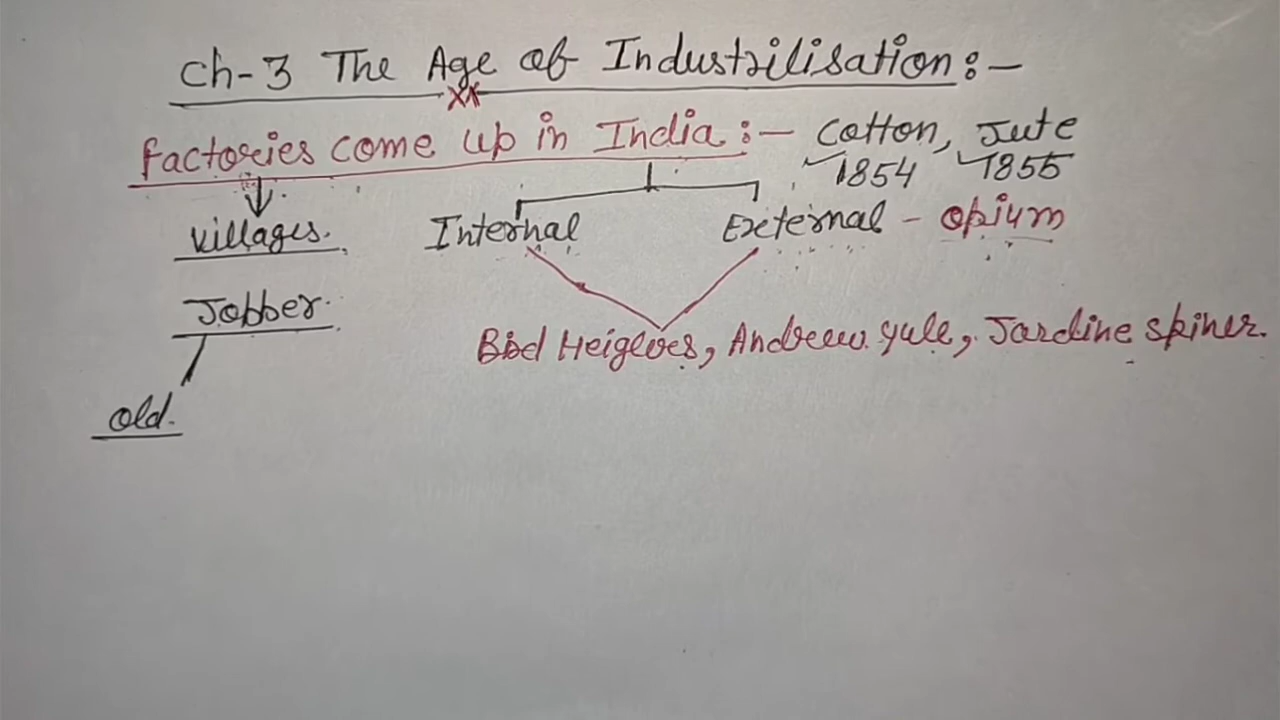 Ch-3 The Age of Industrilisation:-
factories come up in India:- Cotton, Jute
1854 1855
Villages. Internal External - Opium
Jobber.
Bird Heigleres, Andrew yule, Jardine skiner.
old.